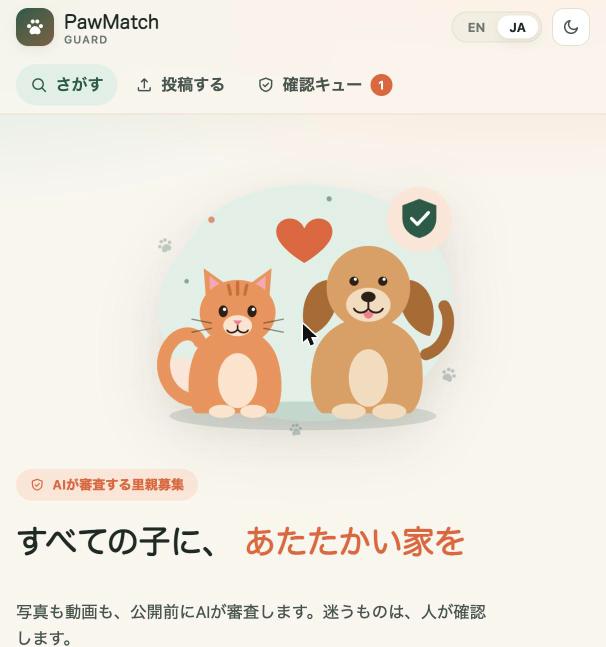 PawMatch
GUARD
EN JA
さがす 投稿する 確認キュー 1
AIが審査する里親募集
すべての子に、 あたたかい家を
写真も動画も、公開前にAIが審査します。迷うものは、人が確認
します。